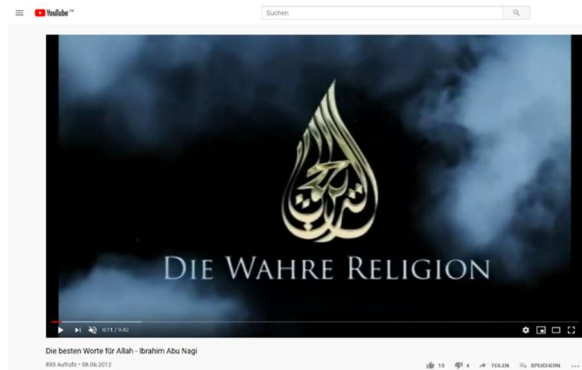 YouTube CH
Suchen
DIE WAHRE RELIGION
0:11 / 9:42
Die besten Worte für Allah - Ibrahim Abu Nagi
893 Aufrufe • 08.06.2012
19
4
TEILEN
SPEICHERN